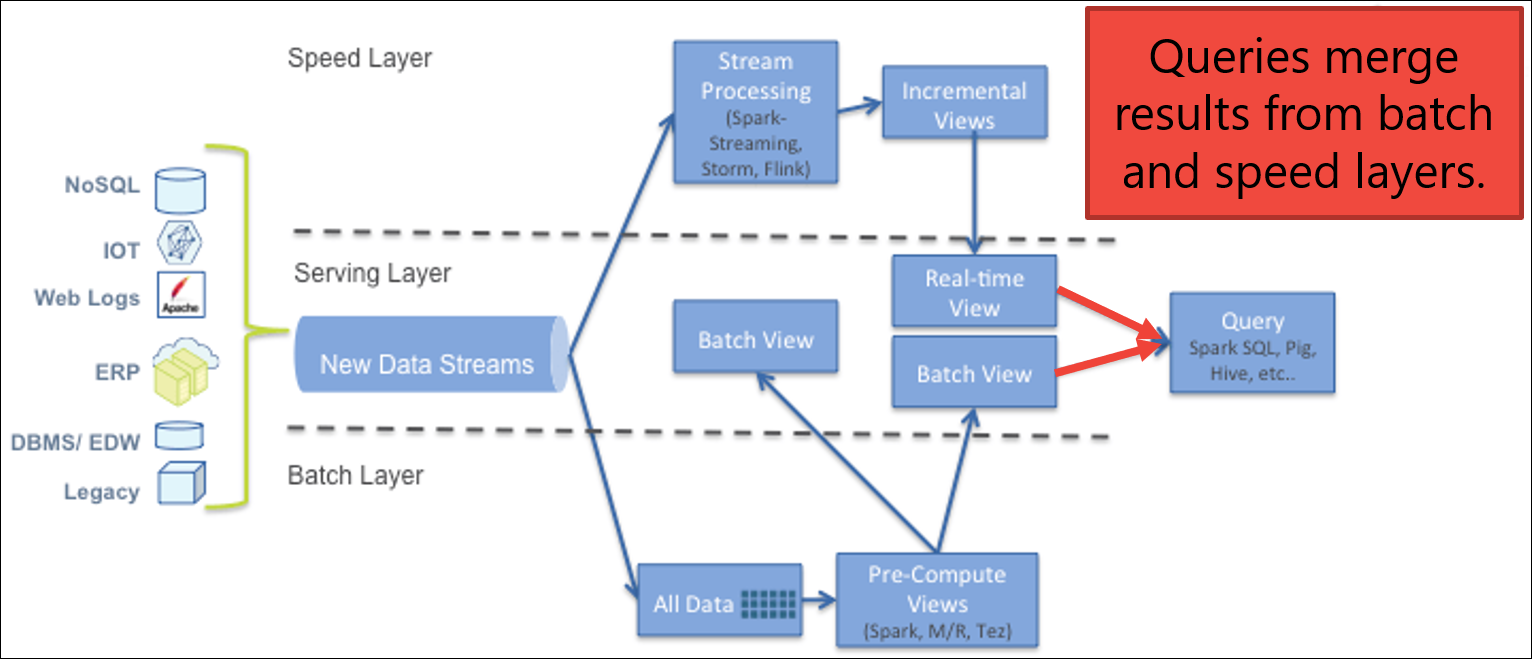 Speed Layer
Stream
Processing
(Spark-
Streaming,
Storm, Flink)
Incremental
Views
Queries merge
results from batch
and speed layers.
NoSQL
IOT
Web Logs
Apache
ERP
DBMS/ EDW
Legacy
Serving Layer
New Data Streams
Batch View
Real-time
View
Batch View
Query
Spark SQL, Pig,
Hive, etc..
Batch Layer
All Data
Pre-Compute
Views
(Spark, M/R, Tez)